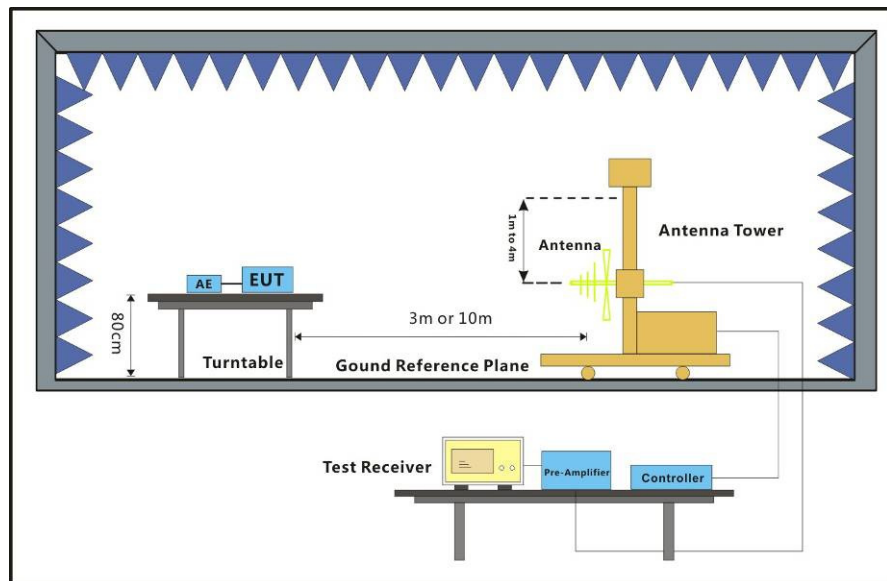 1m to 4m
Antenna
Antenna Tower
AE
EUT
80cm
3m or 10m
Turntable
Gound Reference Plane
Test Receiver
Pre-Amplifier
Controller